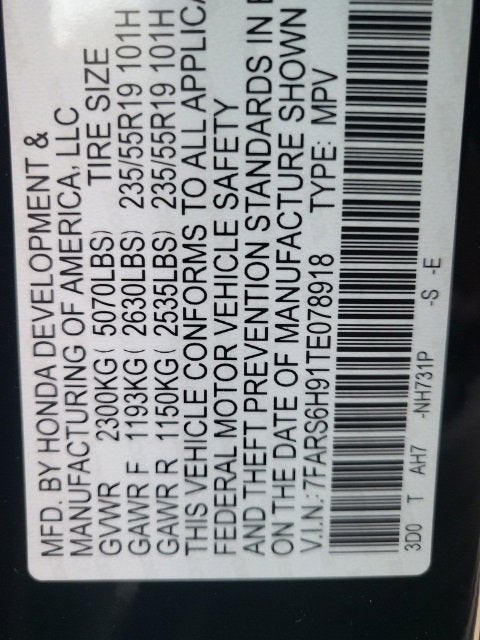 MFD. BY HONDA DEVELOPMENT &
MANUFACTURING OF AMERICA, LLC
GVWR 2300KG( 5070LBS) TIRE SIZE
GAWR F 1193KG( 2630LBS) 235/55R19 101H
GAWR R 1150KG( 2535LBS) 235/55R19 101H
THIS VEHICLE CONFORMS TO ALL APPLICA
FEDERAL MOTOR VEHICLE SAFETY
AND THEFT PREVENTION STANDARDS IN
ON THE DATE OF MANUFACTURE SHOWN
V.I.N.: 7FARS6H91TE078918 TYPE: MPV
3D0 T AH7 -NH731P -S -E